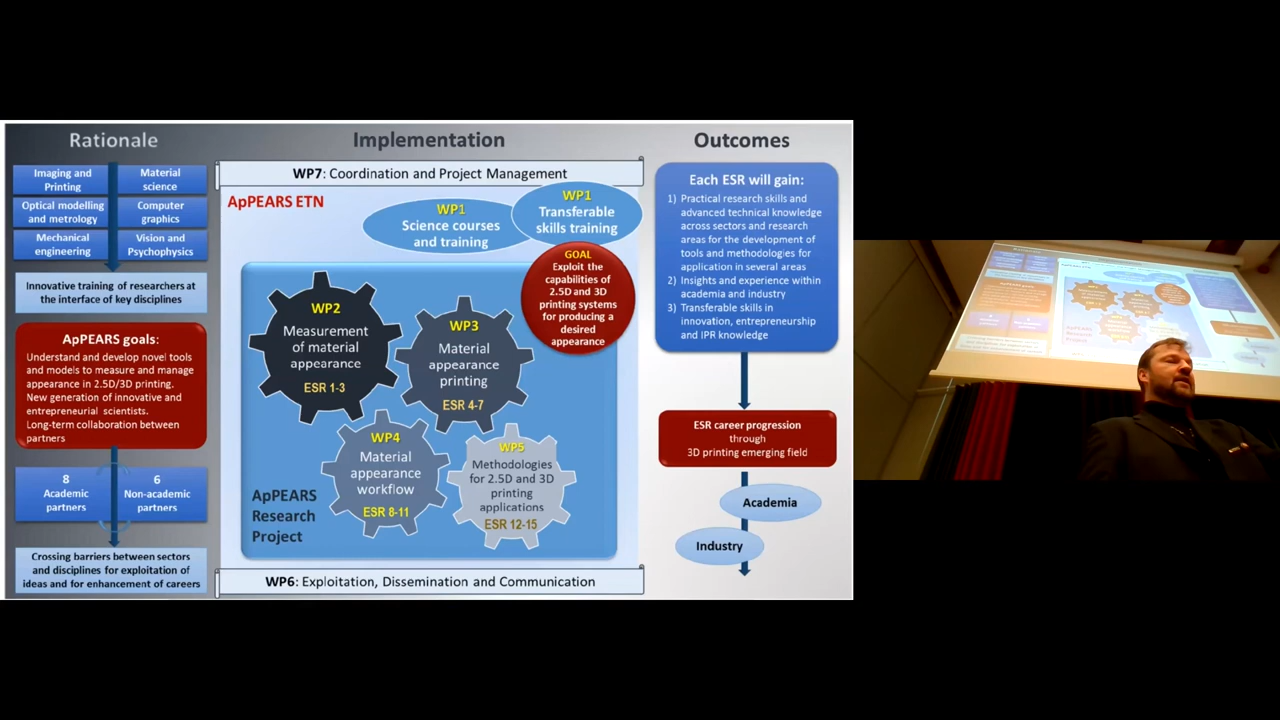 Rationale
Imaging and
Printing
Material
science
Optical modelling
and metrology
Computer
graphics
Mechanical
engineering
Vision and
Psychophysics
Innovative training of researchers at
the interface of key disciplines
ApPEARS goals:
Understand and develop novel tools
and models to measure and manage
appearance in 2.5D/3D printing.
New generation of innovative and
entrepreneurial scientists.
Long-term collaboration between
partners
8
Academic
partners
6
Non-academic
partners
Crossing barriers between sectors
and disciplines for exploitation of
ideas and for enhancement of careers
Implementation
WP7: Coordination and Project Management
ApPEARS ETN
WP1
Science courses
and training
WP1
Transferable
skills training
GOAL
Exploit the
capabilities of
2.5D and 3D
printing systems
for producing a
desired
appearance
WP2
Measurement
of material
appearance
ESR 1-3
WP3
Material
appearance
printing
ESR 4-7
WP4
Material
appearance
workflow
ESR 8-11
WP5
Methodologies
for 2.5D and 3D
printing
applications
ESR 12-15
ApPEARS
Research
Project
WP6: Exploitation, Dissemination and Communication
Outcomes
Each ESR will gain:
1) Practical research skills and
advanced technical knowledge
across sectors and research
areas for the development of
tools and methodologies for
application in several areas
2) Insights and experience within
academia and industry
3) Transferable skills in
innovation, entrepreneurship
and IPR knowledge
ESR career progression
through
3D printing emerging field
Academia
Industry